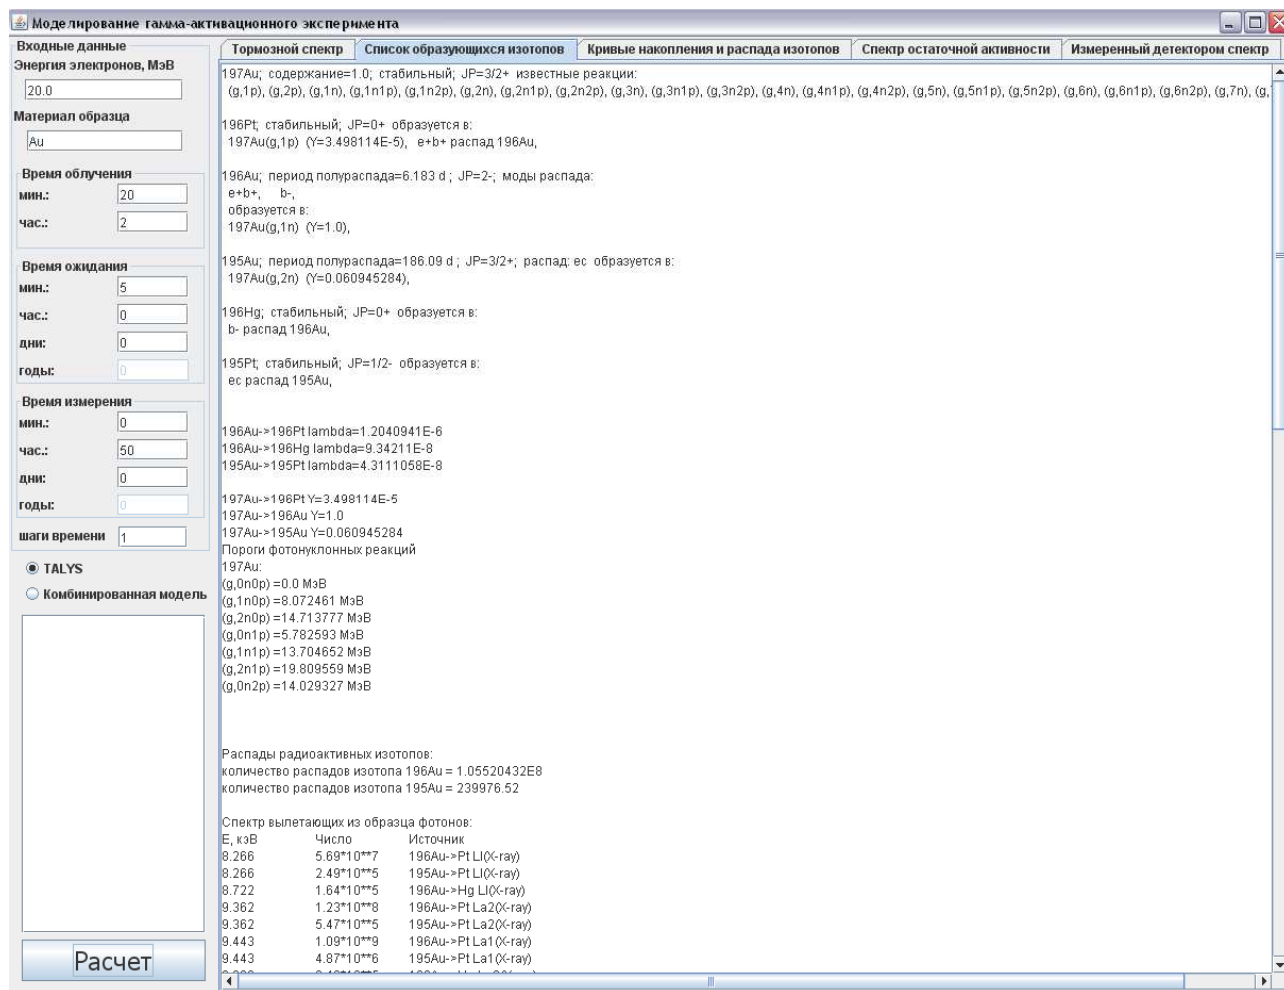 Моделирование гамма-активационного эксперимента
Входные данные
Энергия электронов, МэВ
20.0
Материал образца
Au
Время облучения
мин.: 20
час.: 2
Время ожидания
мин.: 5
час.: 0
дни: 0
годы: 0
Время измерения
мин.: 0
час.: 50
дни: 0
годы: 0
шаги времени 1
TALYS
Комбинированная модель
Расчет
Тормозной спектр
Список образующихся изотопов
Кривые накопления и распада изотопов
Спектр остаточной активности
Измеренный детектором спектр
197Au; содержание=1.0; стабильный; JP=3/2+ известные реакции:
(g,1p), (g,2p), (g,1n), (g,1n1p), (g,1n2p), (g,2n), (g,2n1p), (g,2n2p), (g,3n), (g,3n1p), (g,3n2p), (g,4n), (g,4n1p), (g,4n2p), (g,5n), (g,5n1p), (g,5n2p), (g,6n), (g,6n1p), (g,6n2p), (g,7n), (g,
196Pt; стабильный; JP=0+ образуется в:
197Au(g,1p) (Y=3.498114E-5), e+b+ распад 196Au,
196Au; период полураспада=6.183 d ; JP=2-; моды распада:
e+b+, b-,
образуется в:
197Au(g,1n) (Y=1.0),
195Au; период полураспада=186.09 d ; JP=3/2+; распад: ec образуется в:
197Au(g,2n) (Y=0.060945284),
196Hg; стабильный; JP=0+ образуется в:
b- распад 196Au,
195Pt; стабильный; JP=1/2- образуется в:
ec распад 195Au,
196Au->196Pt lambda=1.2040941E-6
196Au->196Hg lambda=9.34211E-8
195Au->195Pt lambda=4.3111058E-8
197Au->196Pt Y=3.498114E-5
197Au->196Au Y=1.0
197Au->195Au Y=0.060945284
Пороги фотонуклонных реакций
197Au:
(g,0n0p) =0.0 МэВ
(g,1n0p) =8.072461 МэВ
(g,2n0p) =14.713777 МэВ
(g,0n1p) =5.782593 МэВ
(g,1n1p) =13.704652 МэВ
(g,2n1p) =19.809559 МэВ
(g,0n2p) =14.029327 МэВ
Распады радиоактивных изотопов:
количество распадов изотопа 196Au = 1.05520432E8
количество распадов изотопа 195Au = 239976.52
Спектр вылетающих из образца фотонов:
E, кэВ Число Источник
8.266 5.69*10**7 196Au->Pt Ll(X-ray)
8.266 2.49*10**5 195Au->Pt Ll(X-ray)
8.722 1.64*10**5 196Au->Hg Ll(X-ray)
9.362 1.23*10**8 196Au->Pt La2(X-ray)
9.362 5.47*10**5 195Au->Pt La2(X-ray)
9.443 1.09*10**9 196Au->Pt La1(X-ray)
9.443 4.87*10**6 195Au->Pt La1(X-ray)